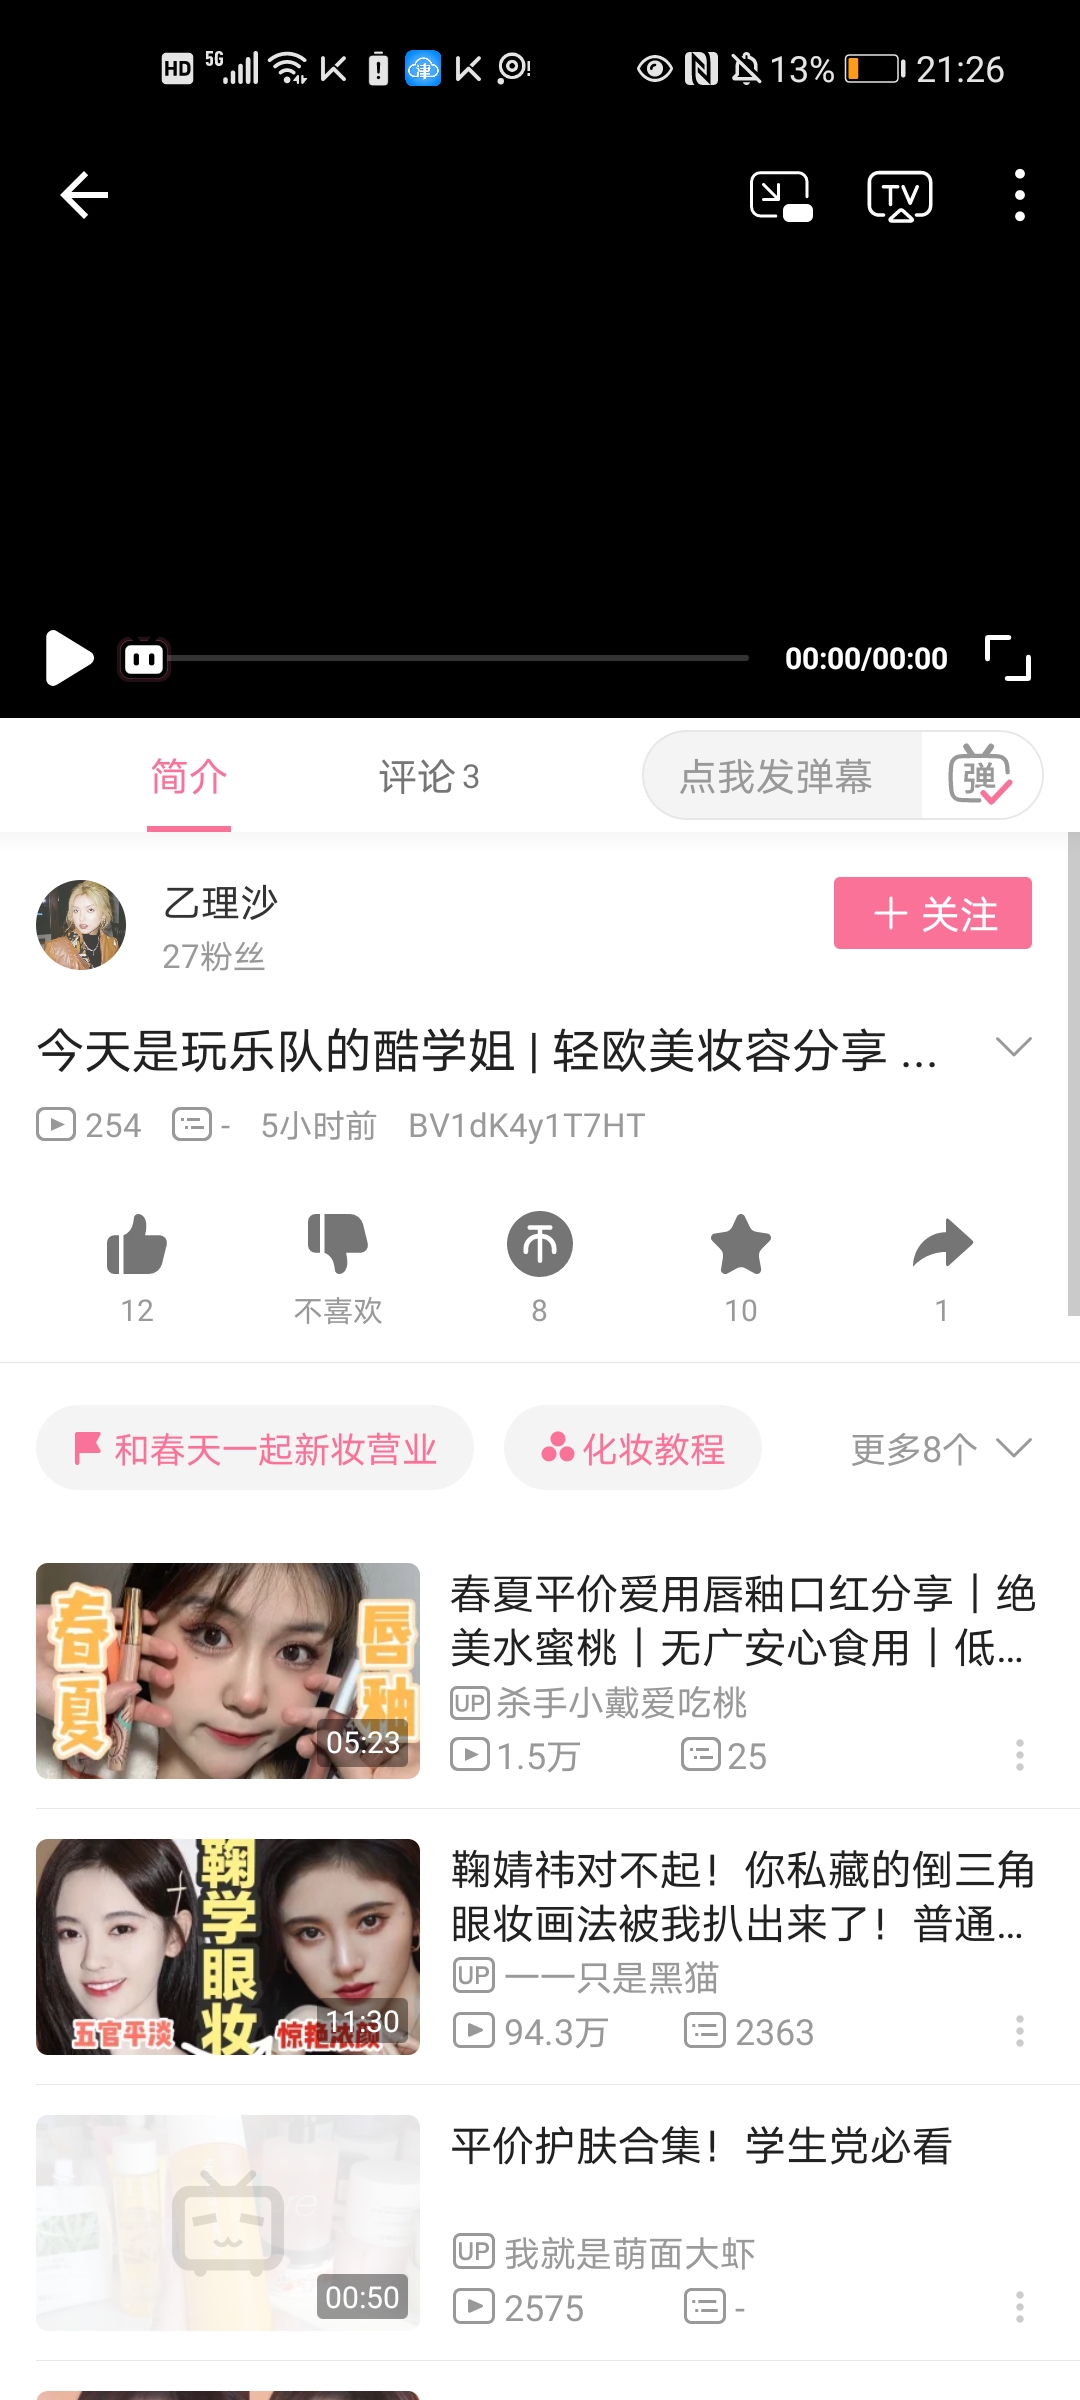 HD 5G 13% 21:26
TV
00:00/00:00
简介 评论 3 点我发弹幕 弹
乙理沙
27粉丝
+ 关注
今天是玩乐队的酷学姐 | 轻欧美妆容分享 ...
254 - 5小时前 BV1dK4y1T7HT
12 不喜欢 8 10 1
和春天一起新妆营业 化妆教程 更多8个
春夏 唇釉
05:23
春夏平价爱用唇釉口红分享｜绝
美水蜜桃｜无广安心食用｜低...
UP 杀手小戴爱吃桃
1.5万 25
鞠学眼妆
五官平淡 惊艳浓颜
11:30
鞠婧祎对不起！你私藏的倒三角
眼妆画法被我扒出来了！普通...
UP 一一只是黑猫
94.3万 2363
00:50
平价护肤合集！学生党必看
UP 我就是萌面大虾
2575 -